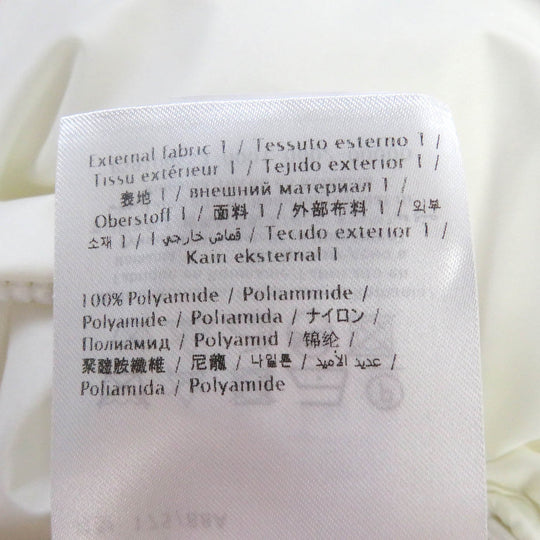 External fabric 1 / Tessuto esterno 1 /
Tissu extérieur 1 / Tejido exterior 1 /
表地 1 / внешний материал 1 /
Oberstoff 1 / 面料 1 / 外部布料 1 / 외부
소재 1 / قماش خارجي 1 / Tecido exterior 1 /
Kain eksternal 1
100% Polyamide / Poliammide /
Polyamide / Poliamida / ナイロン /
Полиамид / Polyamid / 锦纶 /
聚醯胺纖維 / 尼龍 / 나일론 / عديد الأميد /
Poliamida / Polyamide